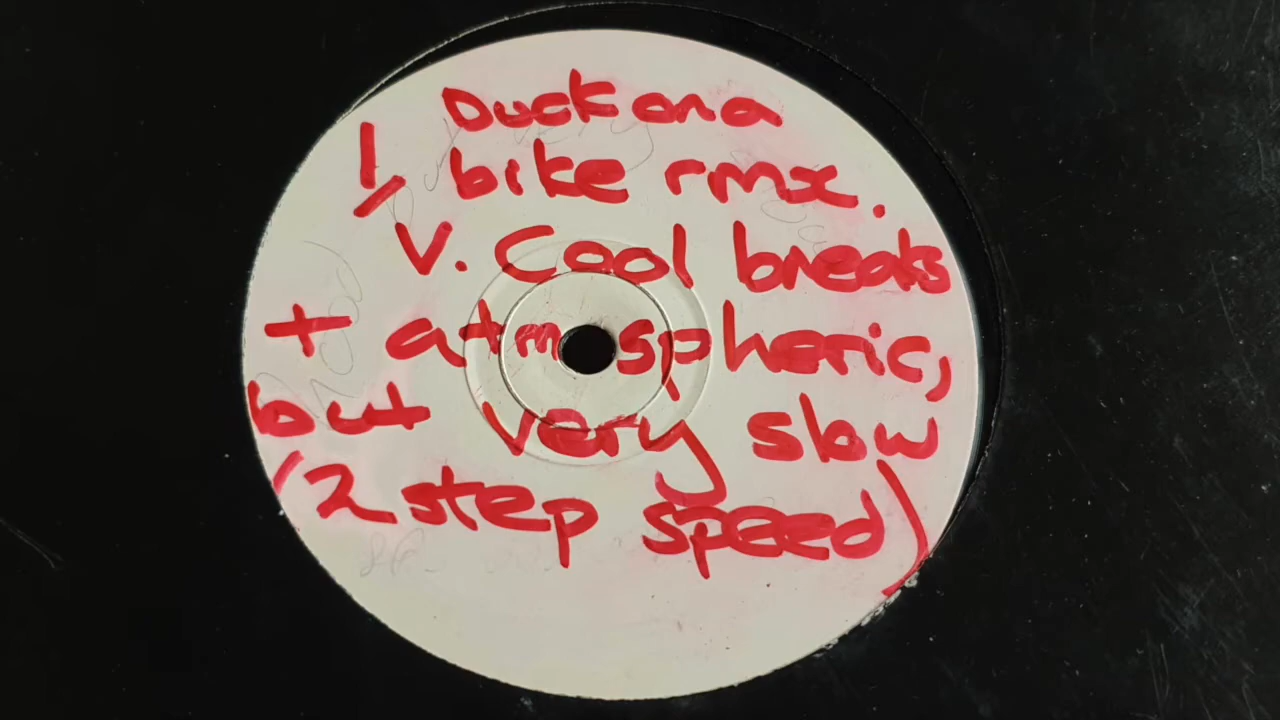 Duck on a
1/ bike rmx.
V. Cool breaks
+ atmospheric,
but very slow
(2 step speed)